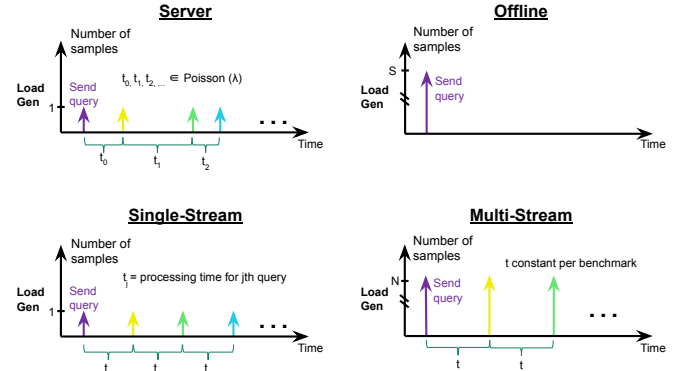 Server
Number of
samples
t0, t1, t2, ... ∈ Poisson (λ)
Load
Gen
1
Send
query
Time
t0
t1
t2
...
Offline
Number of
samples
S
Load
Gen
Send
query
Time
Single-Stream
Number of
samples
tj = processing time for jth query
Load
Gen
1
Send
query
Time
t
t
t
...
Multi-Stream
Number of
samples
t constant per benchmark
N
Load
Gen
Send
query
Time
t
t
...